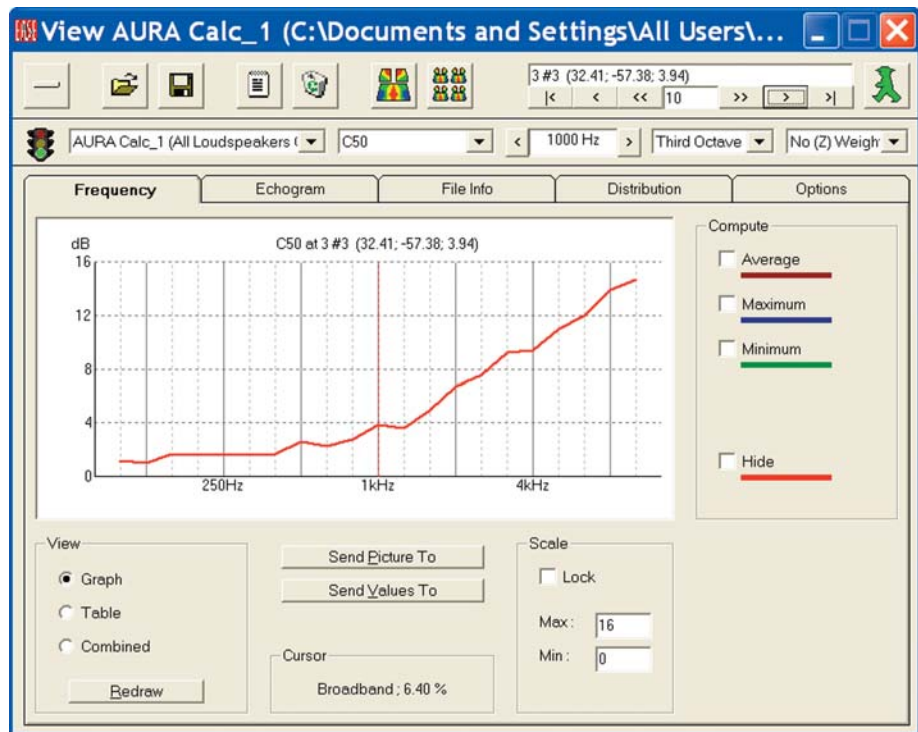 View AURA Calc_1 (C:\Documents and Settings\All Users\...
3 #3 (32.41; -57.38; 3.94)
|< < << 10 >> > >|
AURA Calc_1 (All Loudspeakers ( C50 < 1000 Hz > Third Octave No (Z) Weigh
Frequency Echogram File Info Distribution Options
dB C50 at 3 #3 (32.41; -57.38; 3.94)
16
12
8
4
0
250Hz 1kHz 4kHz
Compute
Average
Maximum
Minimum
Hide
View
Graph
Table
Combined
Redraw
Send Picture To
Send Values To
Cursor
Broadband ; 6.40 %
Scale
Lock
Max : 16
Min : 0